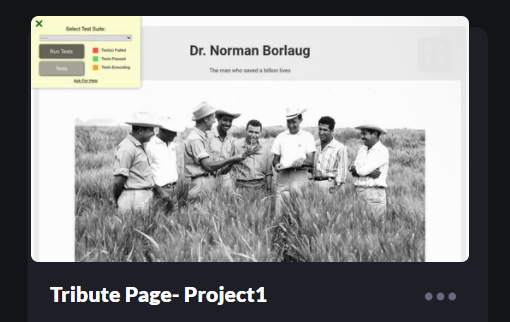 Select Test Suite:
Run Tests
Test(s) Failed
Tests Passed
Tests Executing
Tests
Ask For Help
Dr. Norman Borlaug
The man who saved a billion lives
Tribute Page- Project1